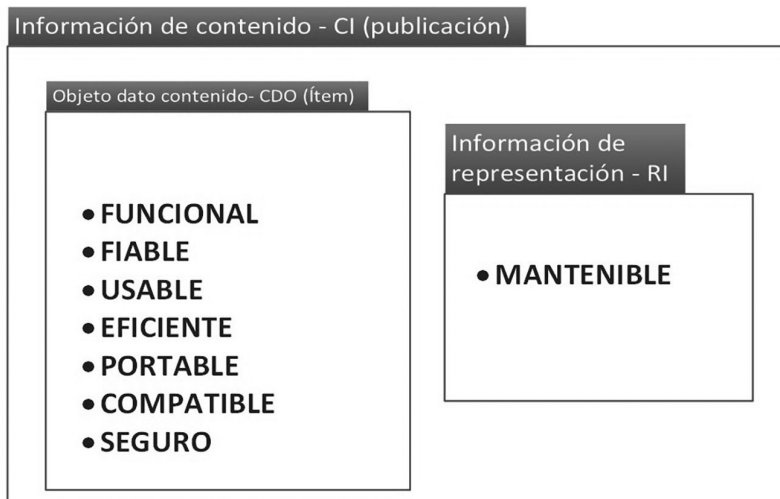 Información de contenido - CI (publicación)
Objeto dato contenido- CDO (Ítem)
• FUNCIONAL
• FIABLE
• USABLE
• EFICIENTE
• PORTABLE
• COMPATIBLE
• SEGURO
Información de
representación - RI
• MANTENIBLE